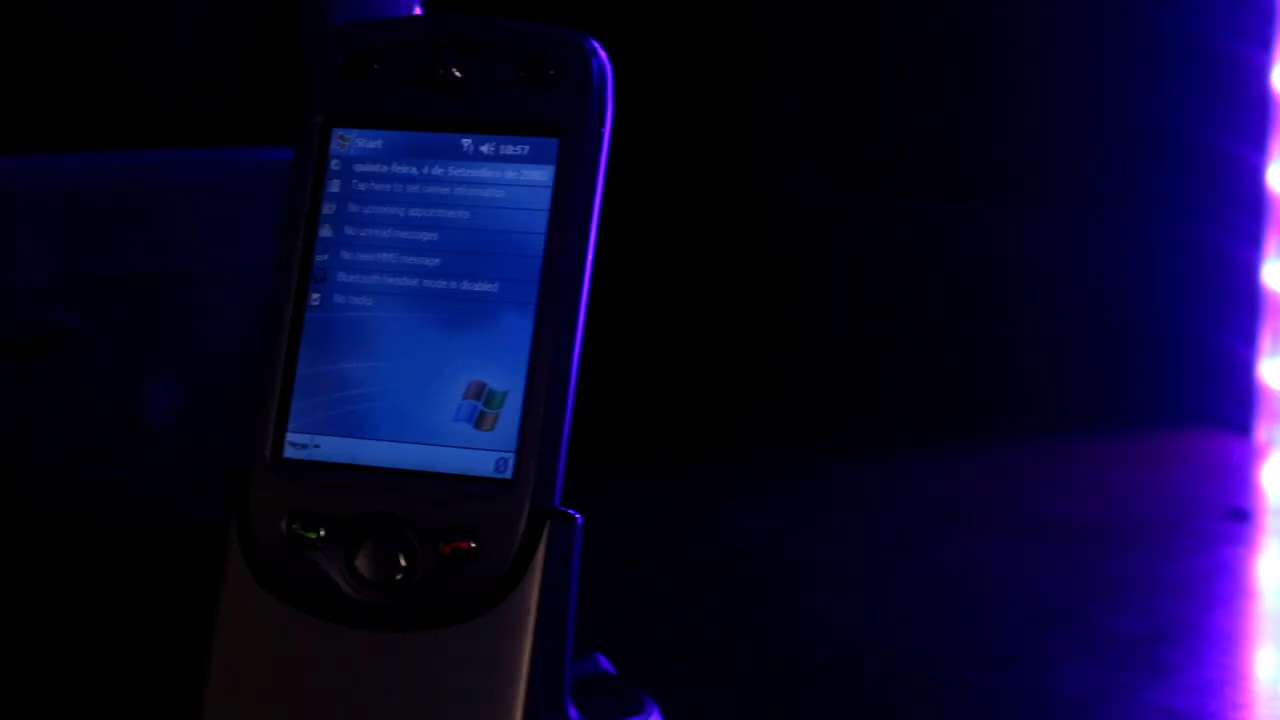 Start 18:57
quinta-feira, 4 de Setembro de
Tap here to set owner information
No upcoming appointments
No unread messages
No new MMS message
Bluetooth headset mode is disabled
No tasks